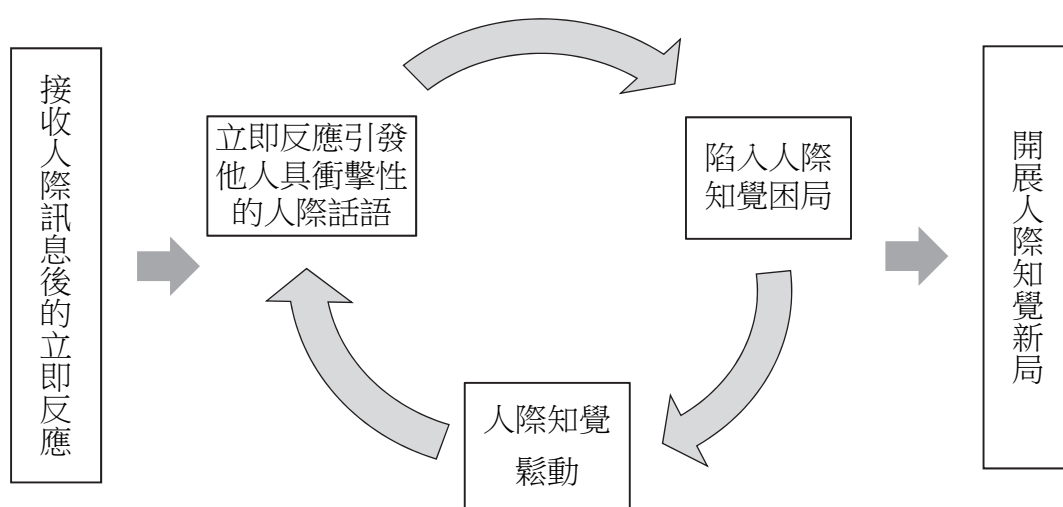 接收人際訊息後的立即反應
立即反應引發
他人具衝擊性
的人際話語
陷入人際
知覺困局
人際知覺
鬆動
開展人際知覺新局